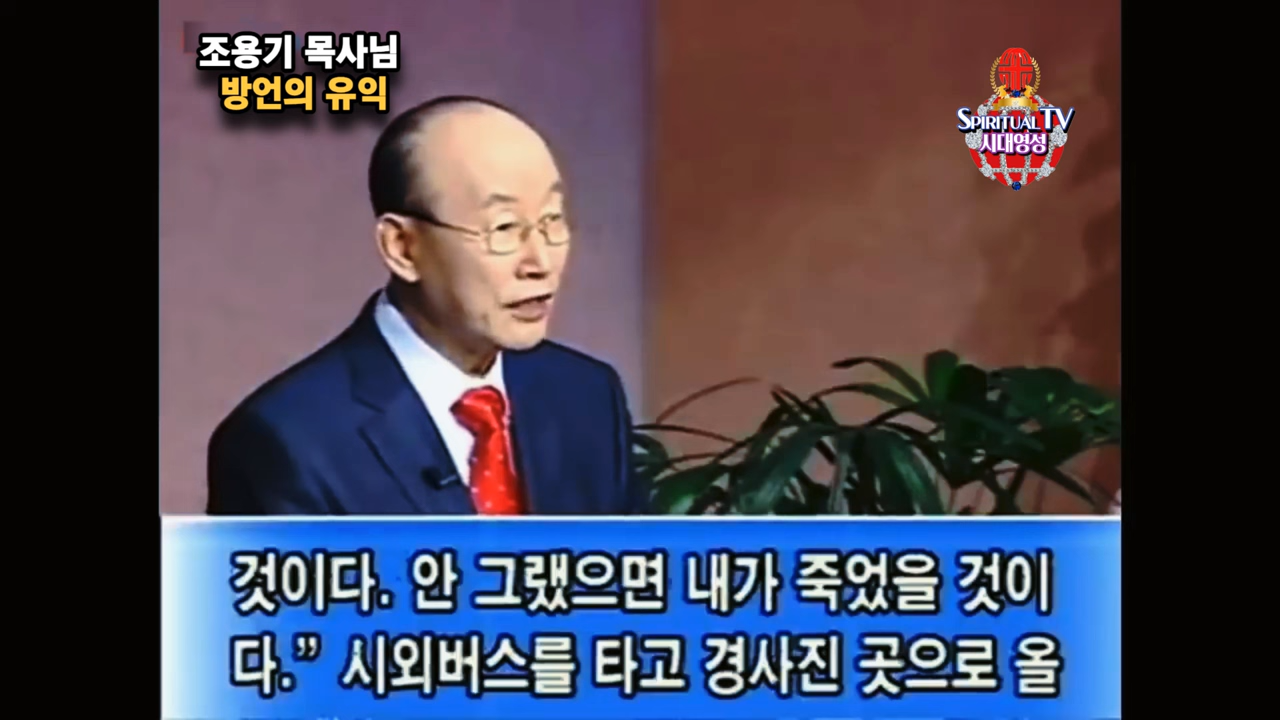 조용기 목사님
방언의 유익
SPIRITUAL TV
시대영성
것이다. 안 그랬으면 내가 죽었을 것이
다.” 시외버스를 타고 경사진 곳으로 올